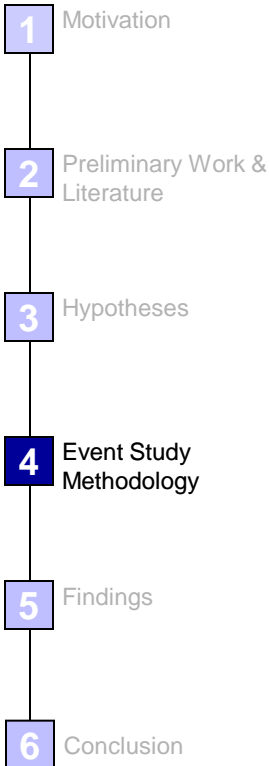 1 Motivation
2 Preliminary Work &
Literature
3 Hypotheses
4 Event Study
Methodology
5 Findings
6 Conclusion